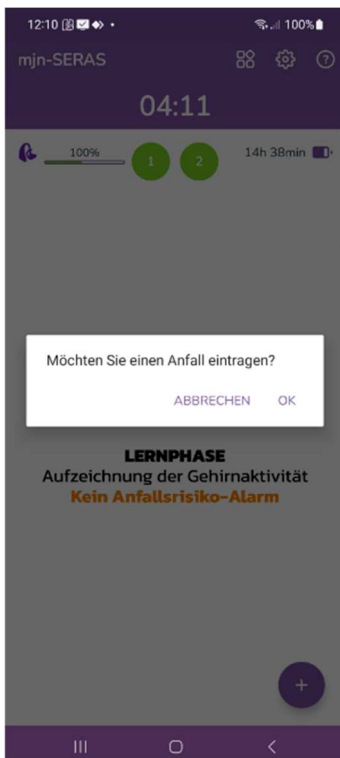 12:10 100%
mjn-SERAS
04:11
100% 1 2 14h 38min
Möchten Sie einen Anfall eintragen?
ABBRECHEN OK
LERNPHASE
Aufzeichnung der Gehirnaktivität
Kein Anfallsrisiko-Alarm